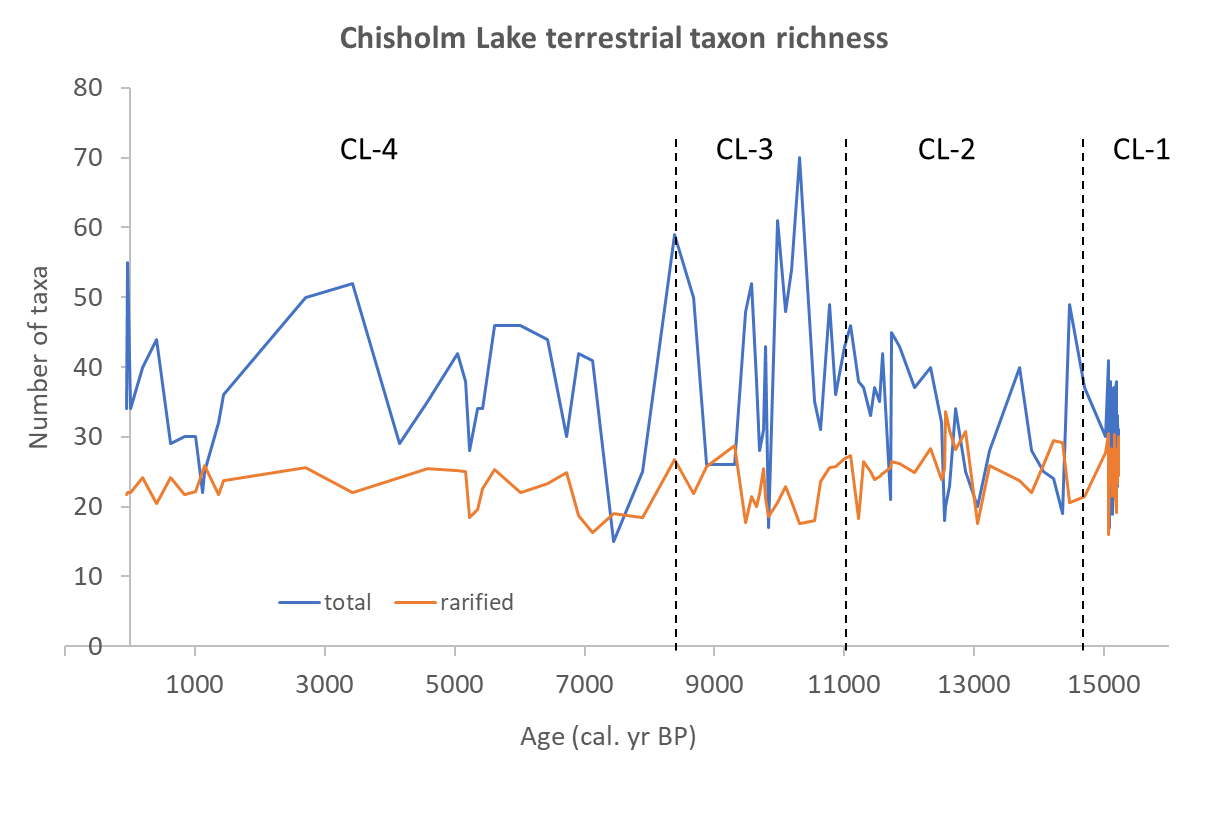 Chisholm Lake terrestrial taxon richness
80
70
60
50
40
30
20
10
0
Number of taxa
CL-4
CL-3
CL-2
CL-1
total
rarified
1000 3000 5000 7000 9000 11000 13000 15000
Age (cal. yr BP)